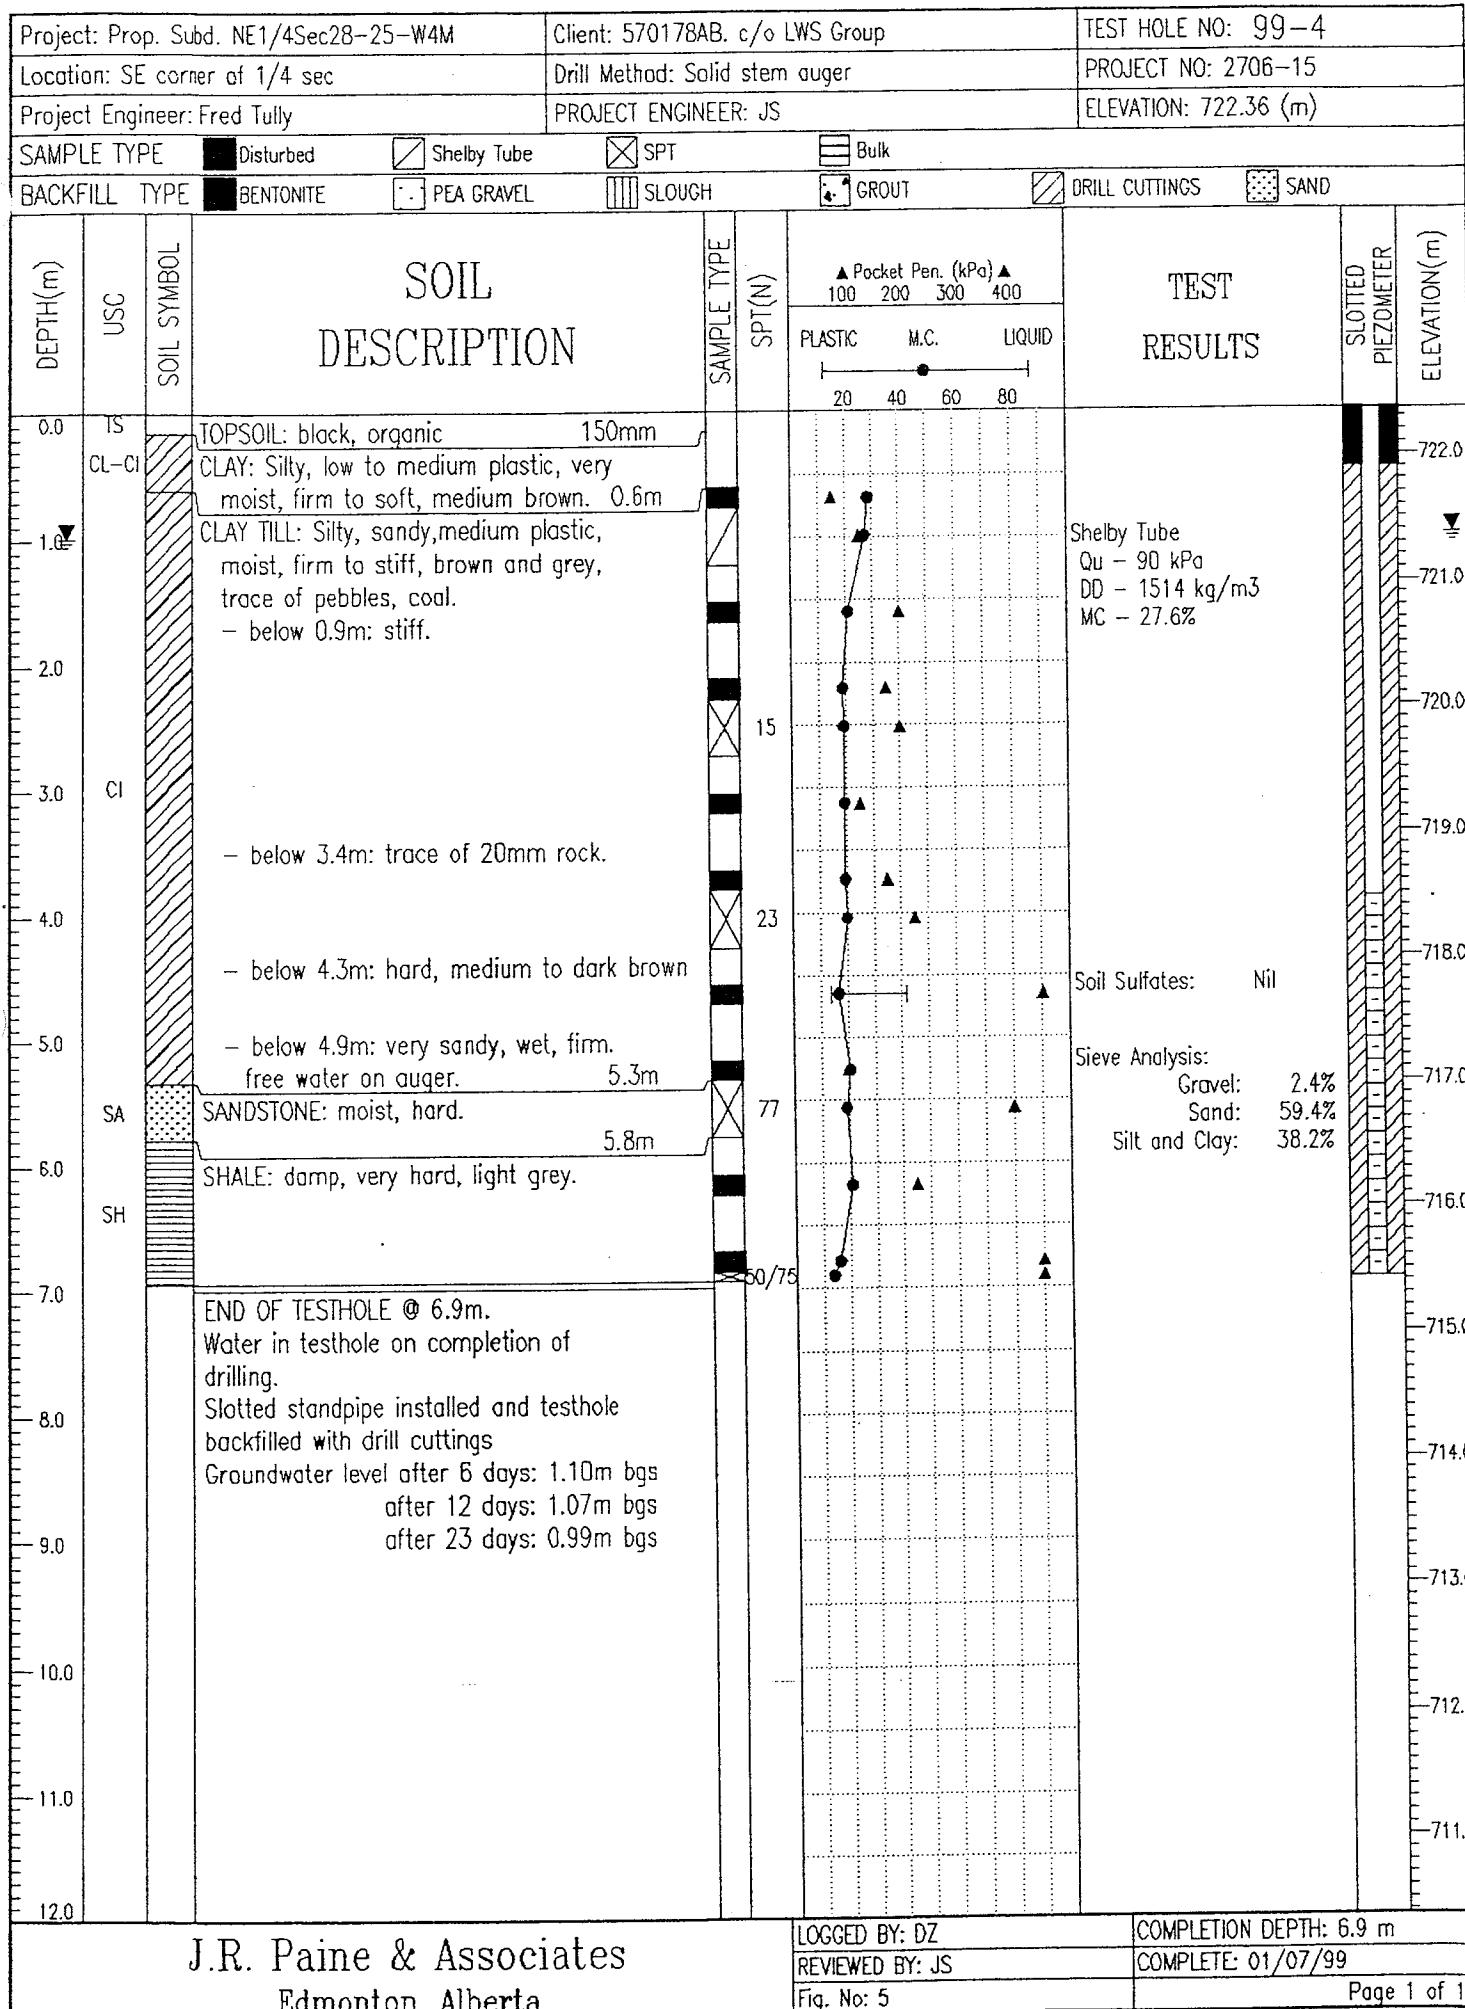 Project: Prop. Subd. NE1/4Sec28-25-W4M
Client: 570178AB. c/o LWS Group
TEST HOLE NO: 99-4
Location: SE corner of 1/4 sec
Drill Method: Solid stem auger
PROJECT NO: 2706-15
Project Engineer: Fred Tully
PROJECT ENGINEER: JS
ELEVATION: 722.36 (m)
SAMPLE TYPE Disturbed Shelby Tube SPT Bulk
BACKFILL TYPE BENTONITE PEA GRAVEL SLOUGH GROUT DRILL CUTTINGS SAND
DEPTH(m)
USC
SOIL SYMBOL
SOIL
DESCRIPTION
SAMPLE TYPE
SPT(N)
▲ Pocket Pen. (kPa) ▲
100 200 300 400
PLASTIC M.C. LIQUID
20 40 60 80
TEST
RESULTS
SLOTTED
PIEZOMETER
ELEVATION(m)
0.0
1.0
2.0
3.0
4.0
5.0
6.0
7.0
8.0
9.0
10.0
11.0
12.0
TS
CL-CI
CI
SA
SH
TOPSOIL: black, organic 150mm
CLAY: Silty, low to medium plastic, very
moist, firm to soft, medium brown. 0.6m
CLAY TILL: Silty, sandy,medium plastic,
moist, firm to stiff, brown and grey,
trace of pebbles, coal.
- below 0.9m: stiff.
- below 3.4m: trace of 20mm rock.
- below 4.3m: hard, medium to dark brown
- below 4.9m: very sandy, wet, firm.
free water on auger. 5.3m
SANDSTONE: moist, hard.
5.8m
SHALE: damp, very hard, light grey.
END OF TESTHOLE @ 6.9m.
Water in testhole on completion of
drilling.
Slotted standpipe installed and testhole
backfilled with drill cuttings
Groundwater level after 6 days: 1.10m bgs
after 12 days: 1.07m bgs
after 23 days: 0.99m bgs
15
23
77
50/75
Shelby Tube
Qu - 90 kPa
DD - 1514 kg/m3
MC - 27.6%
Soil Sulfates: Nil
Sieve Analysis:
Gravel: 2.4%
Sand: 59.4%
Silt and Clay: 38.2%
722.0
721.0
720.0
719.0
718.0
717.0
716.0
715.0
714.
713.
712.
711.
J.R. Paine & Associates
Edmonton, Alberta
LOGGED BY: DZ
COMPLETION DEPTH: 6.9 m
REVIEWED BY: JS
COMPLETE: 01/07/99
Fig. No: 5
Page 1 of 1